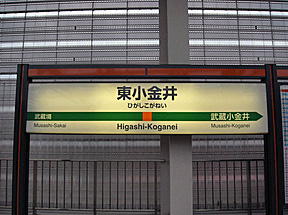 東小金井
ひがしこがねい
武蔵境
武蔵小金井
Musashi-Sakai
Higashi-Koganei
Musashi-Koganei